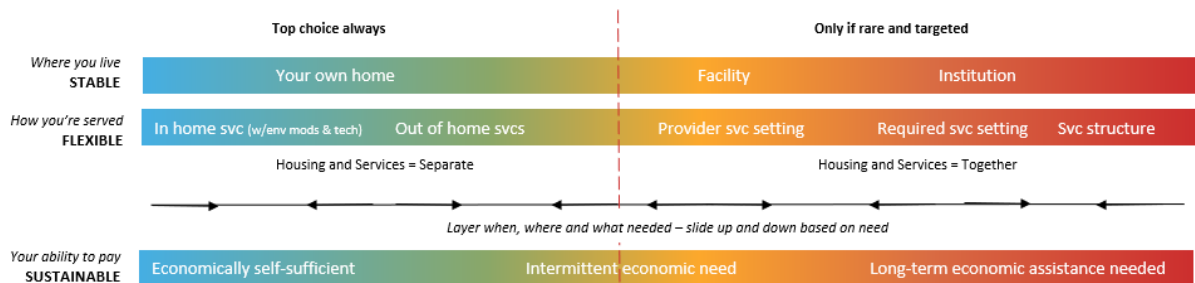 Top choice always Only if rare and targeted
Where you live
STABLE
Your own home Facility Institution
How you're served
FLEXIBLE
In home svc (w/env mods & tech) Out of home svcs Provider svc setting Required svc setting Svc structure
Housing and Services = Separate Housing and Services = Together
Layer when, where and what needed – slide up and down based on need
Your ability to pay
SUSTAINABLE
Economically self-sufficient Intermittent economic need Long-term economic assistance needed